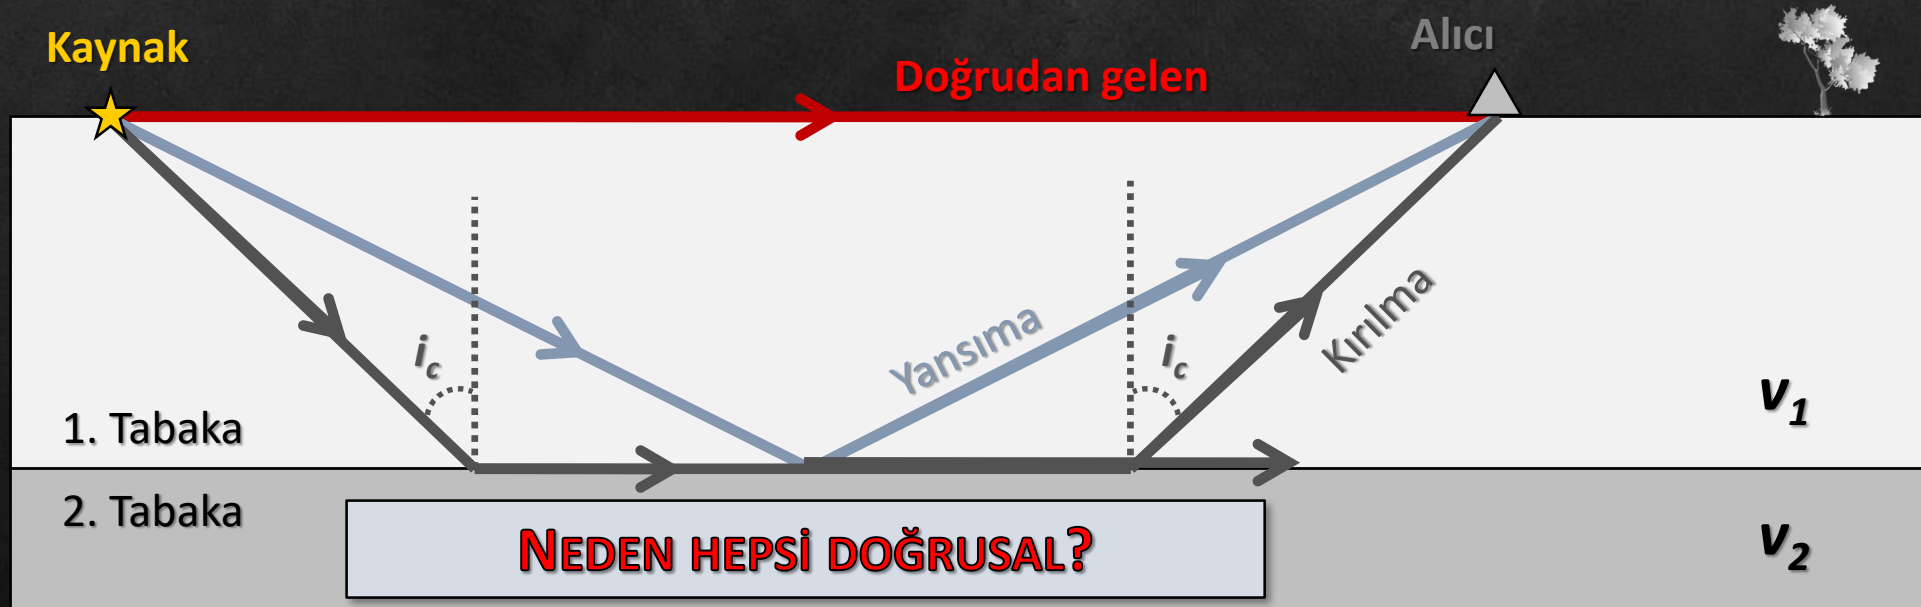 Kaynak
Alıcı
Doğrudan gelen
Yansıma
Kırılma
ic
ic
1. Tabaka
v1
2. Tabaka
v2
NEDEN HEPSİ DOĞRUSAL?